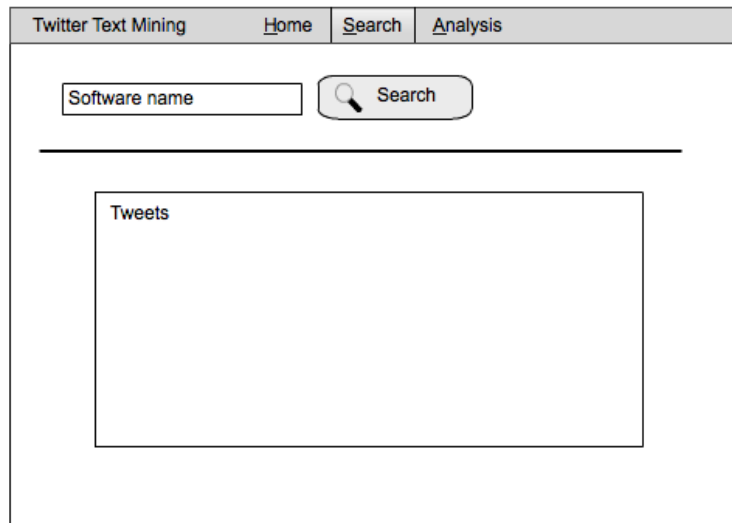 Twitter Text Mining Home Search Analysis
Software name Search
Tweets